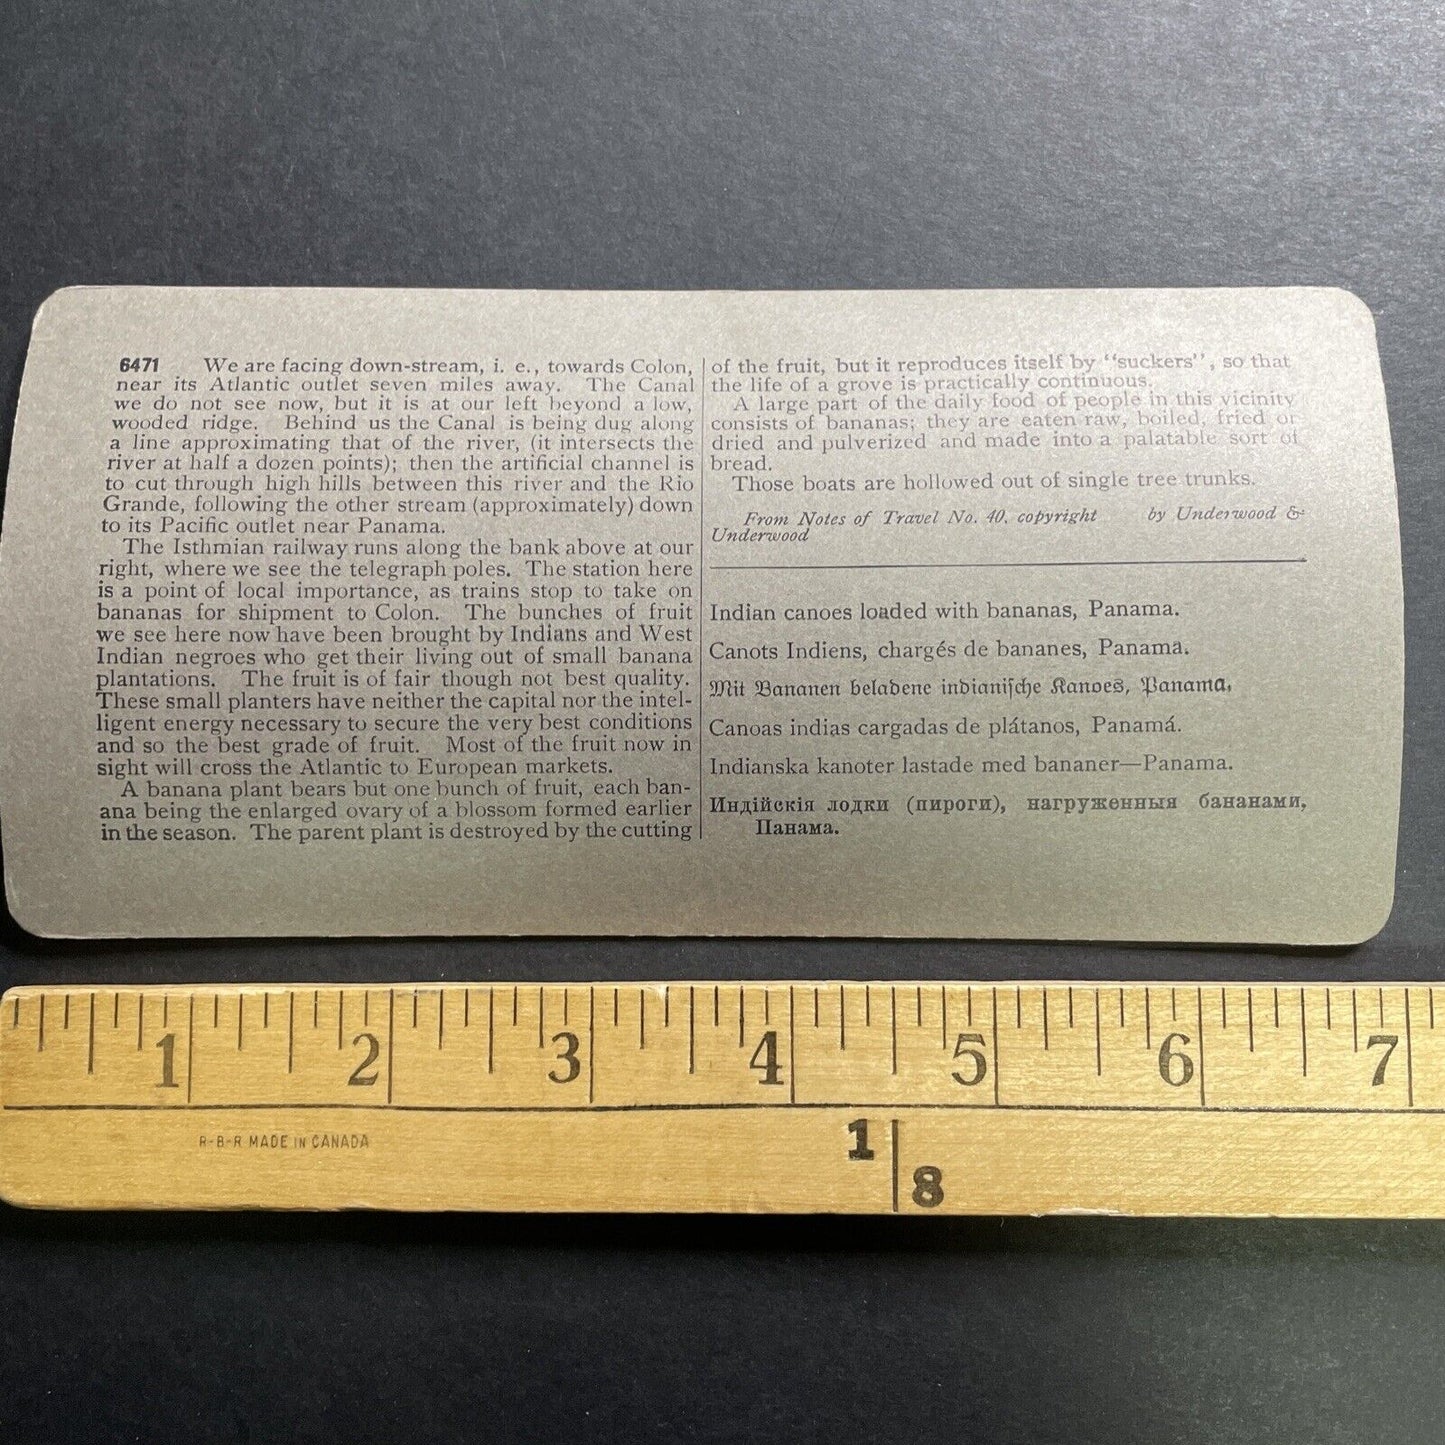 6471 We are facing down-stream, i. e., towards Colon,
near its Atlantic outlet seven miles away. The Canal
we do not see now, but it is at our left beyond a low,
wooded ridge. Behind us the Canal is being dug along
a line approximating that of the river, (it intersects the
river at half a dozen points); then the artificial channel is
to cut through high hills between this river and the Rio
Grande, following the other stream (approximately) down
to its Pacific outlet near Panama.
The Isthmian railway runs along the bank above at our
right, where we see the telegraph poles. The station here
is a point of local importance, as trains stop to take on
bananas for shipment to Colon. The bunches of fruit
we see here now have been brought by Indians and West
Indian negroes who get their living out of small banana
plantations. The fruit is of fair though not best quality.
These small planters have neither the capital nor the intel-
ligent energy necessary to secure the very best conditions
and so the best grade of fruit. Most of the fruit now in
sight will cross the Atlantic to European markets.
A banana plant bears but one bunch of fruit, each ban-
ana being the enlarged ovary of a blossom formed earlier
in the season. The parent plant is destroyed by the cutting
of the fruit, but it reproduces itself by "suckers", so that
the life of a grove is practically continuous.
A large part of the daily food of people in this vicinity
consists of bananas; they are eaten raw, boiled, fried or
dried and pulverized and made into a palatable sort of
bread.
Those boats are hollowed out of single tree trunks.
From Notes of Travel No. 40, copyright by Underwood &
Underwood
Indian canoes loaded with bananas, Panama.
Canots Indiens, chargés de bananes, Panama.
Mit Bananen beladene indianische Kanoes, Panama.
Canoas indias cargadas de plátanos, Panamá.
Indianska kanoter lastade med bananer—Panama.
Индійскія лодки (пироги), нагруженныя бананами,
Панама.
1 2 3 4 5 6 7
R-B-R MADE IN CANADA
1/8